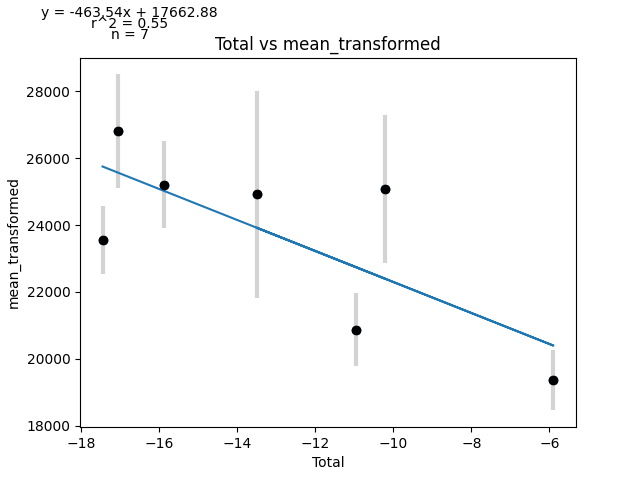 y = -463.54x + 17662.88
r^2 = 0.55
n = 7
Total vs mean_transformed
28000
26000
24000
22000
20000
18000
mean_transformed
−18
−16
−14
−12
−10
−8
−6
Total